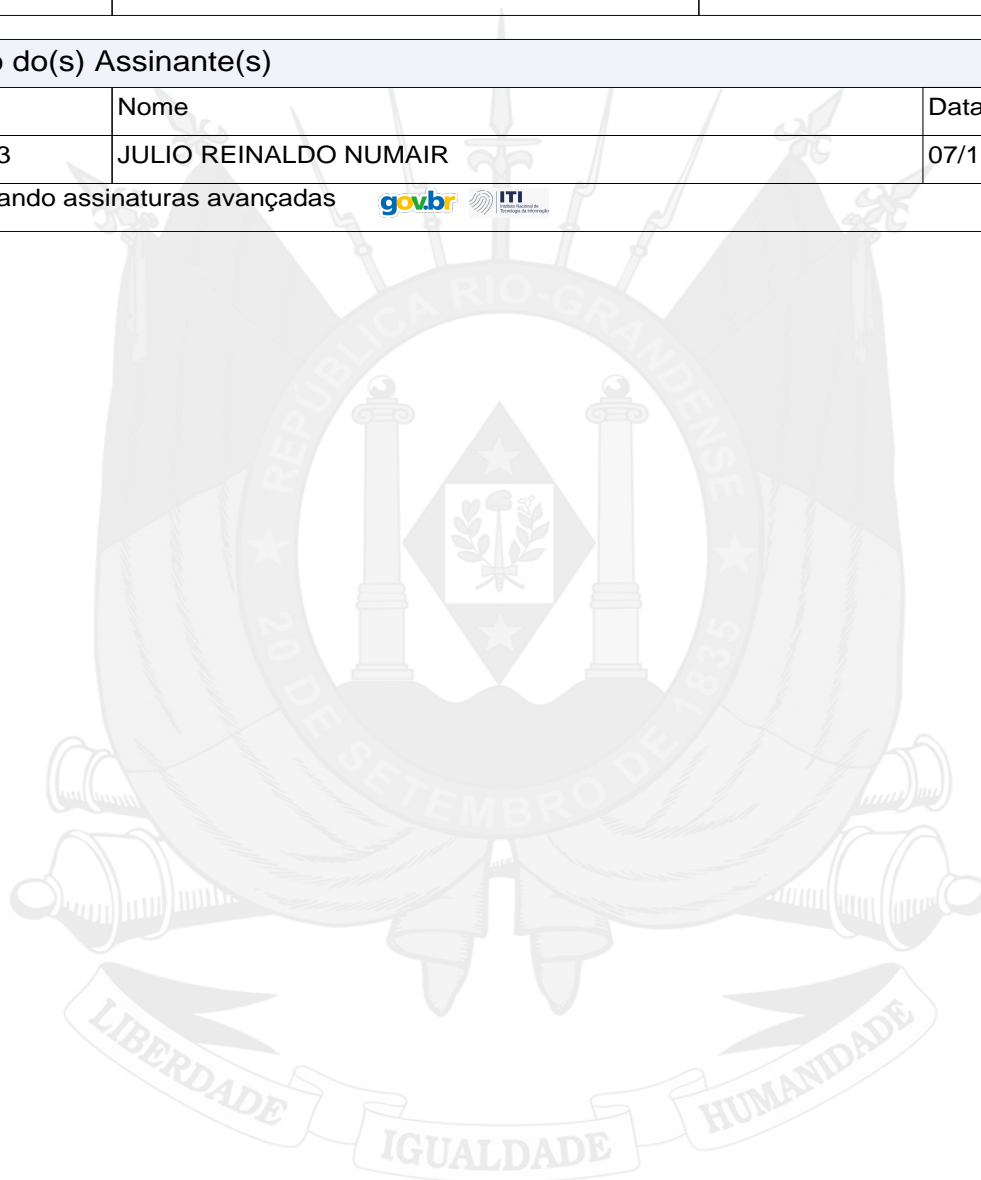 o do(s) Assinante(s)
Nome Data
3 JULIO REINALDO NUMAIR 07/1
ando assinaturas avançadas gov.br ITI
REPÚBLICA RIO-GRANDENSE
20 DE SETEMBRO DE 1835
LIBERDADE IGUALDADE HUMANIDADE